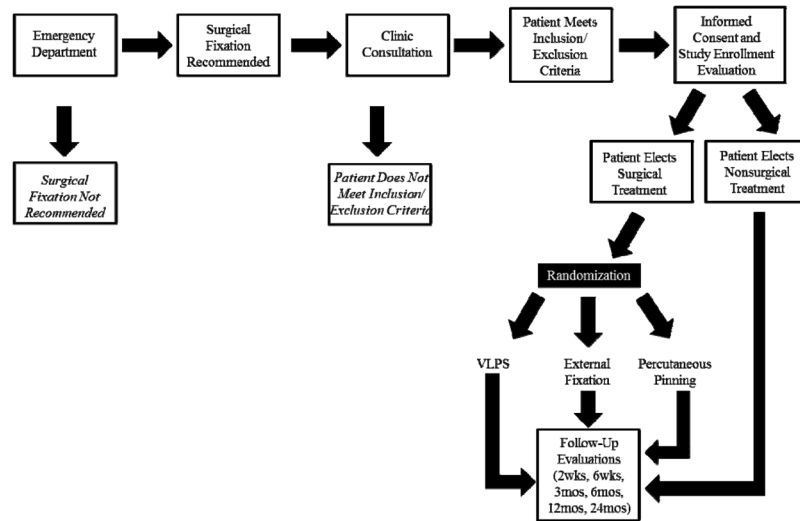 Emergency
Department
Surgical
Fixation
Recommended
Clinic
Consultation
Patient Meets
Inclusion/
Exclusion
Criteria
Informed
Consent and
Study Enrollment
Evaluation
Surgical
Fixation Not
Recommended
Patient Does Not
Meet Inclusion/
Exclusion Criteria
Patient Elects
Surgical
Treatment
Patient Elects
Nonsurgical
Treatment
Randomization
VLPS
External
Fixation
Percutaneous
Pinning
Follow-Up
Evaluations
(2wks, 6wks,
3mos, 6mos,
12mos, 24mos)